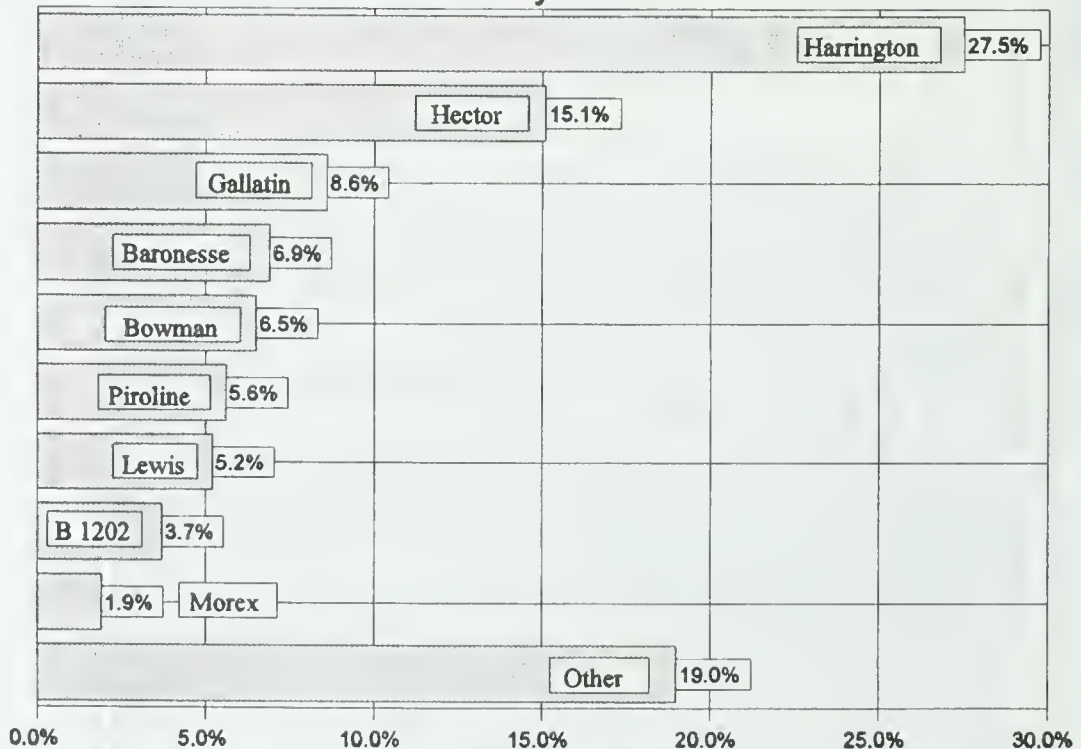 Harrington 27.5%
Hector 15.1%
Gallatin 8.6%
Baronesse 6.9%
Bowman 6.5%
Piroline 5.6%
Lewis 5.2%
B 1202 3.7%
1.9% Morex
Other 19.0%
0.0% 5.0% 10.0% 15.0% 20.0% 25.0% 30.0%